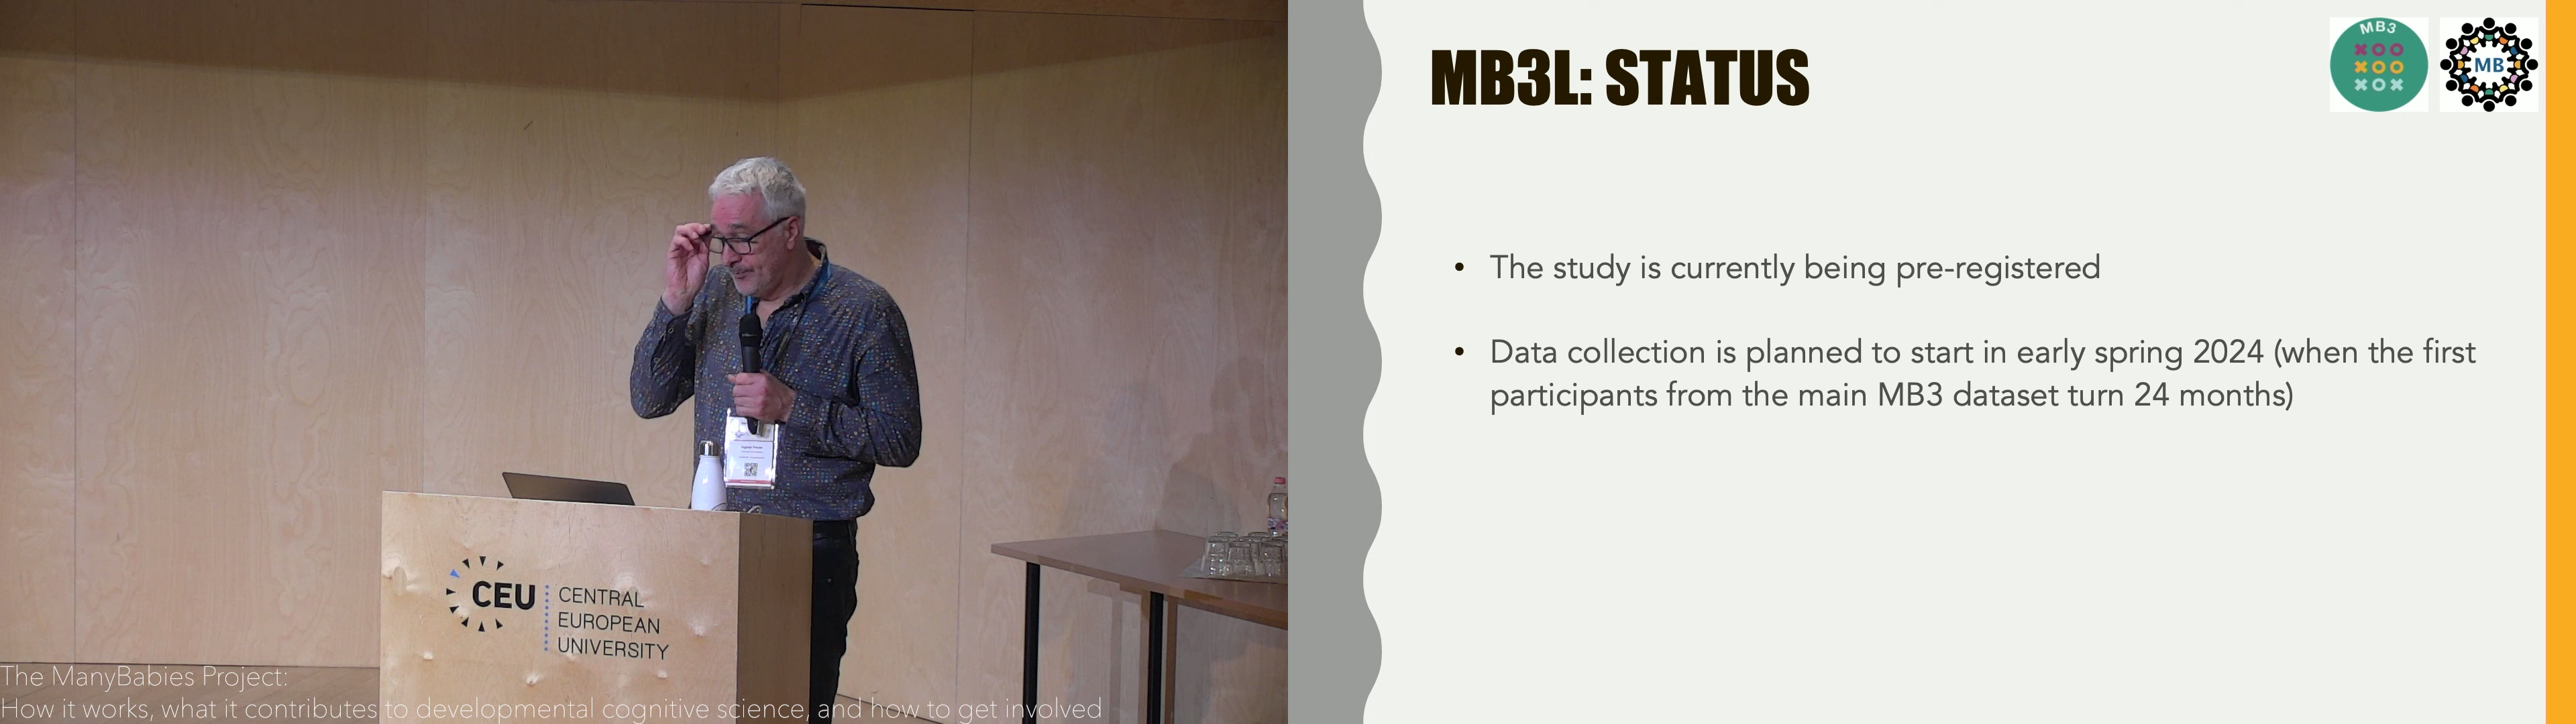 MB3L: STATUS
MB3
MB
• The study is currently being pre-registered
• Data collection is planned to start in early spring 2024 (when the first
participants from the main MB3 dataset turn 24 months)
CEU
CENTRAL
EUROPEAN
UNIVERSITY
The ManyBabies Project:
How it works, what it contributes to developmental cognitive science, and how to get involved